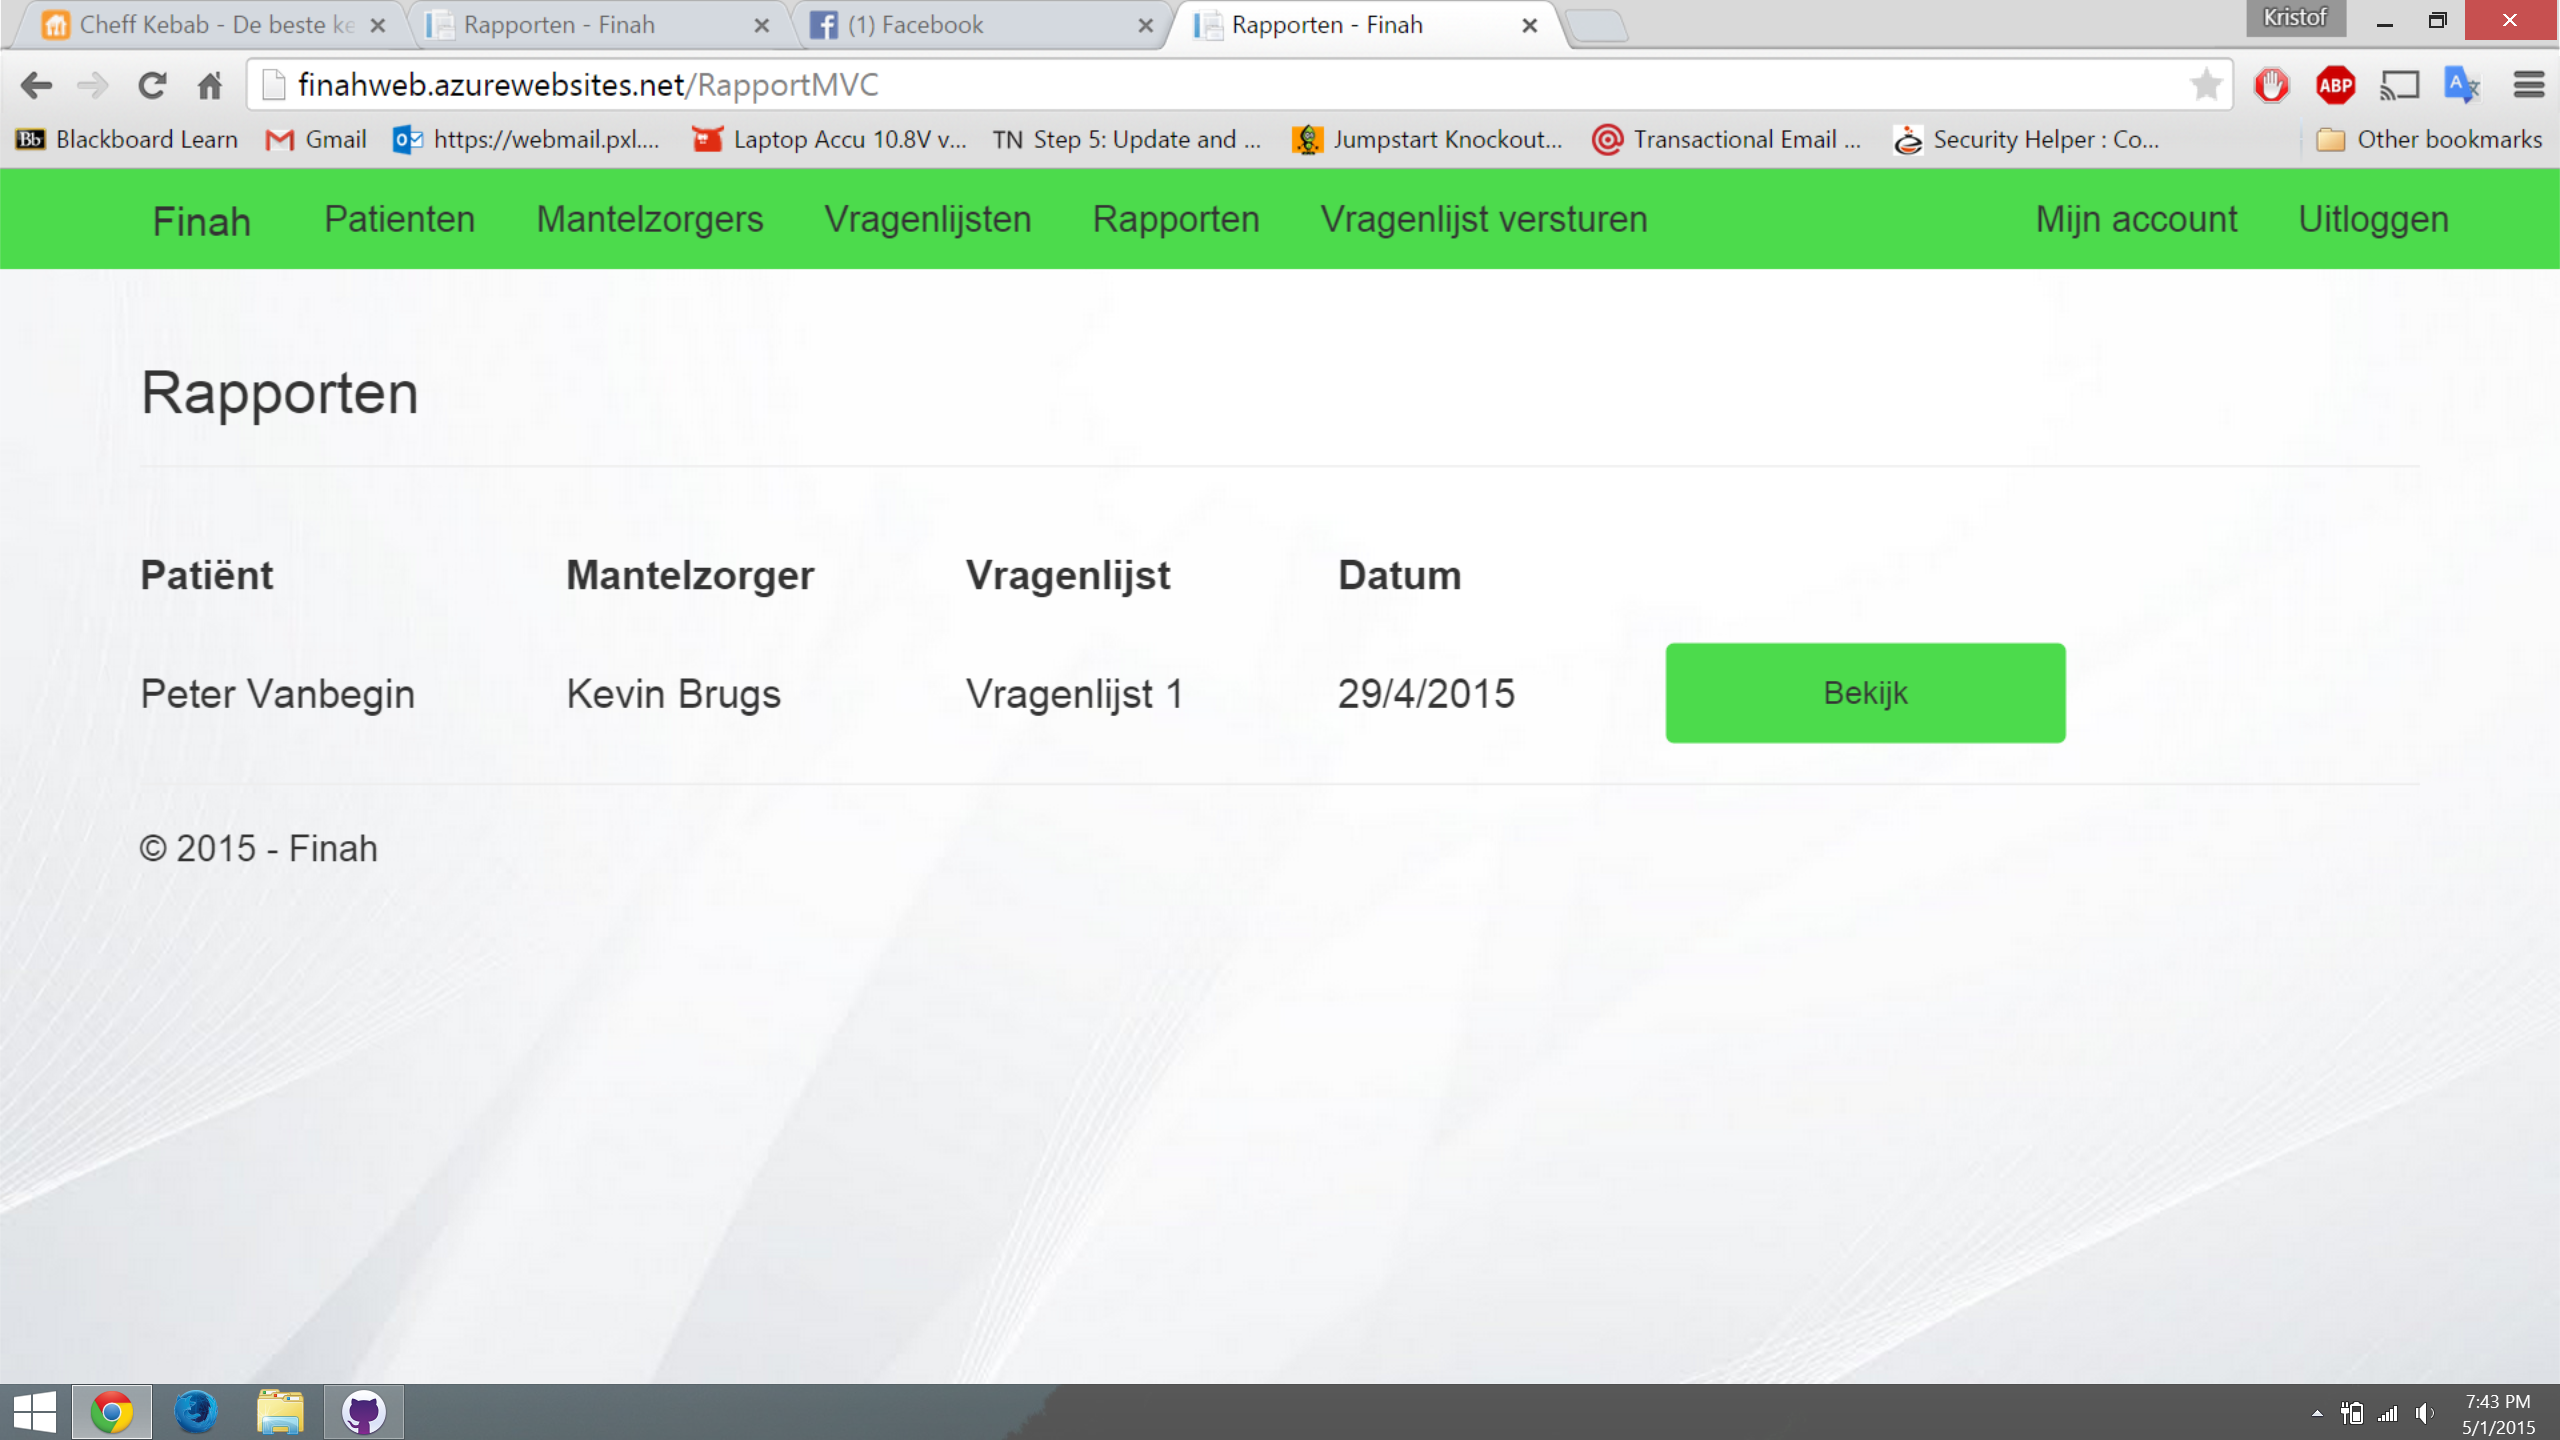 Cheff Kebab - De beste ke
Rapporten - Finah
(1) Facebook
Rapporten - Finah
Kristof
finahweb.azurewebsites.net/RapportMVC
ABP
Bb Blackboard Learn
Gmail
https://webmail.pxl....
Laptop Accu 10.8V v...
TN Step 5: Update and ...
Jumpstart Knockout...
Transactional Email ...
Security Helper : Co...
Other bookmarks
Finah
Patienten
Mantelzorgers
Vragenlijsten
Rapporten
Vragenlijst versturen
Mijn account
Uitloggen
Rapporten
Patiënt Mantelzorger Vragenlijst Datum
Peter Vanbegin Kevin Brugs Vragenlijst 1 29/4/2015 Bekijk
© 2015 - Finah
7:43 PM
5/1/2015